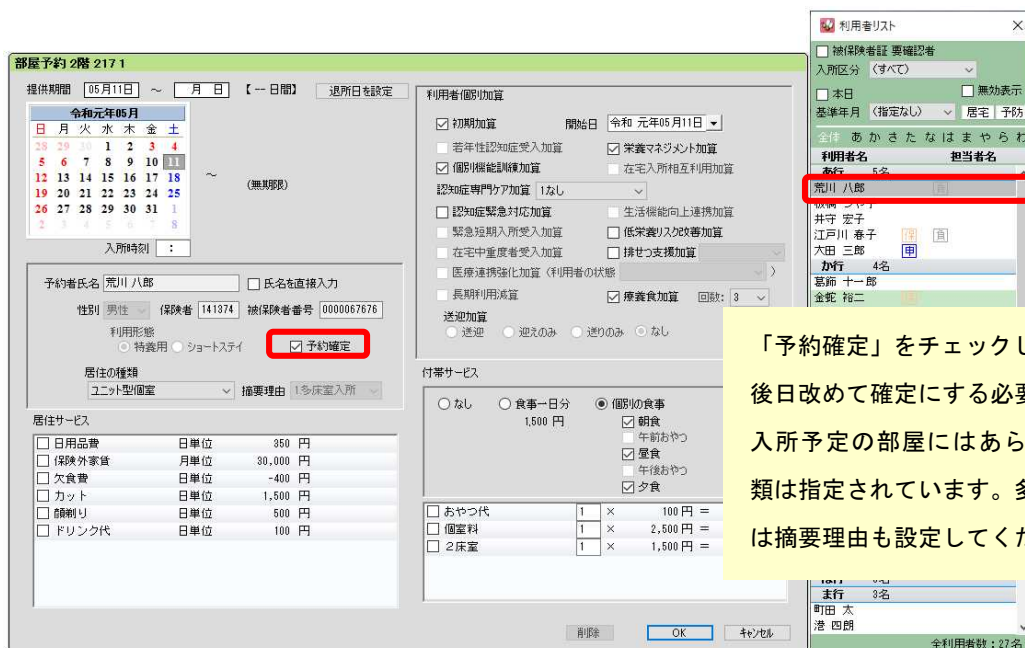 部屋予約 2階 217 1
提供期間 05月11日 ～ 月 日 【 -- 日間】 退所日を設定
令和元年05月
日 月 火 水 木 金 土
28 29 30 1 2 3 4
5 6 7 8 9 10 11
12 13 14 15 16 17 18
19 20 21 22 23 24 25
26 27 28 29 30 31 1
2 3 4 5 6 7 8
～ （無期限）
入所時刻 ：
予約者氏名 荒川 八郎 氏名を直接入力
性別 男性 保険者 141374 被保険者番号 0000067676
利用形態
特養用 ショートステイ 予約確定
居住の種類
ユニット型個室 摘要理由 1多床室入所
居住サービス
日用品費 日単位 350 円
保険外家賃 月単位 30,000 円
欠食費 日単位 -400 円
カット 日単位 1,500 円
顔剃り 日単位 500 円
ドリンク代 日単位 100 円
利用者個別加算
初期加算 開始日 令和 元年05月11日
若年性認知症受入加算 栄養マネジメント加算
個別機能訓練加算 在宅入所相互利用加算
認知症専門ケア加算 1なし
認知症緊急対応加算 生活機能向上連携加算
緊急短期入所受入加算 低栄養リスク改善加算
在宅中重度者受入加算 排せつ支援加算
医療連携強化加算（利用者の状態 ）
長期利用減算 療養食加算 回数: 3
送迎加算
送迎 迎えのみ 送りのみ なし
付帯サービス
なし 食事一日分 個別の食事
1,500 円 朝食
午前おやつ
昼食
午後おやつ
夕食
おやつ代 1 × 100 円 =
個室料 1 × 2,500 円 =
２床室 1 × 1,500 円 =
削除 OK キャンセル
利用者リスト ×
被保険者証 要確認者
入所区分 (すべて)
本日 無効表示
基準年月 (指定なし) 居宅 予防
全体 あ か さ た な は ま や ら わ
利用者名 担当者名
あ行 5名
荒川 八郎 負
井守 宏子
江戸川 春子 保 負
大田 三郎 申
か行 4名
葛飾 十一郎
金蛇 裕二
「予約確定」をチェックし
後日改めて確定にする必要
入所予定の部屋にはあら
類は指定されています。多
は摘要理由も設定してくだ
ま行 3名
町田 太
港 四朗
全利用者数：27名